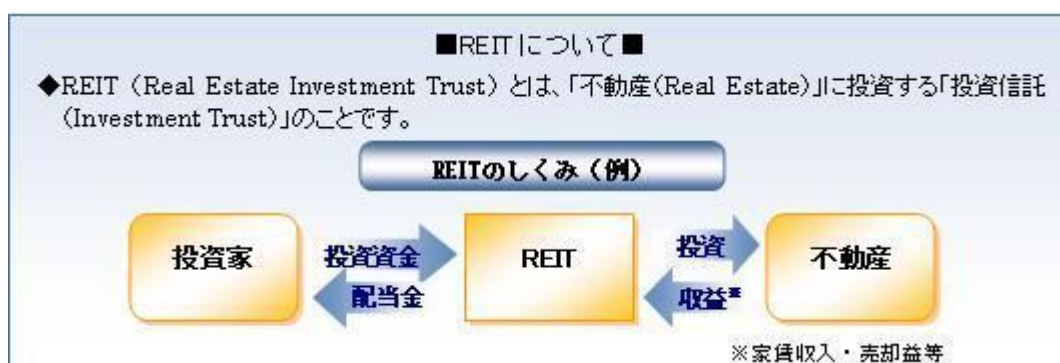 ■REITについて■
◆REIT（Real Estate Investment Trust）とは、「不動産(Real Estate)」に投資する「投資信託
（Investment Trust)」のことです。
REITのしくみ（例）
投資家 投資資金 REIT 投資 不動産
配当金 収益※
※家賃収入・売却益等